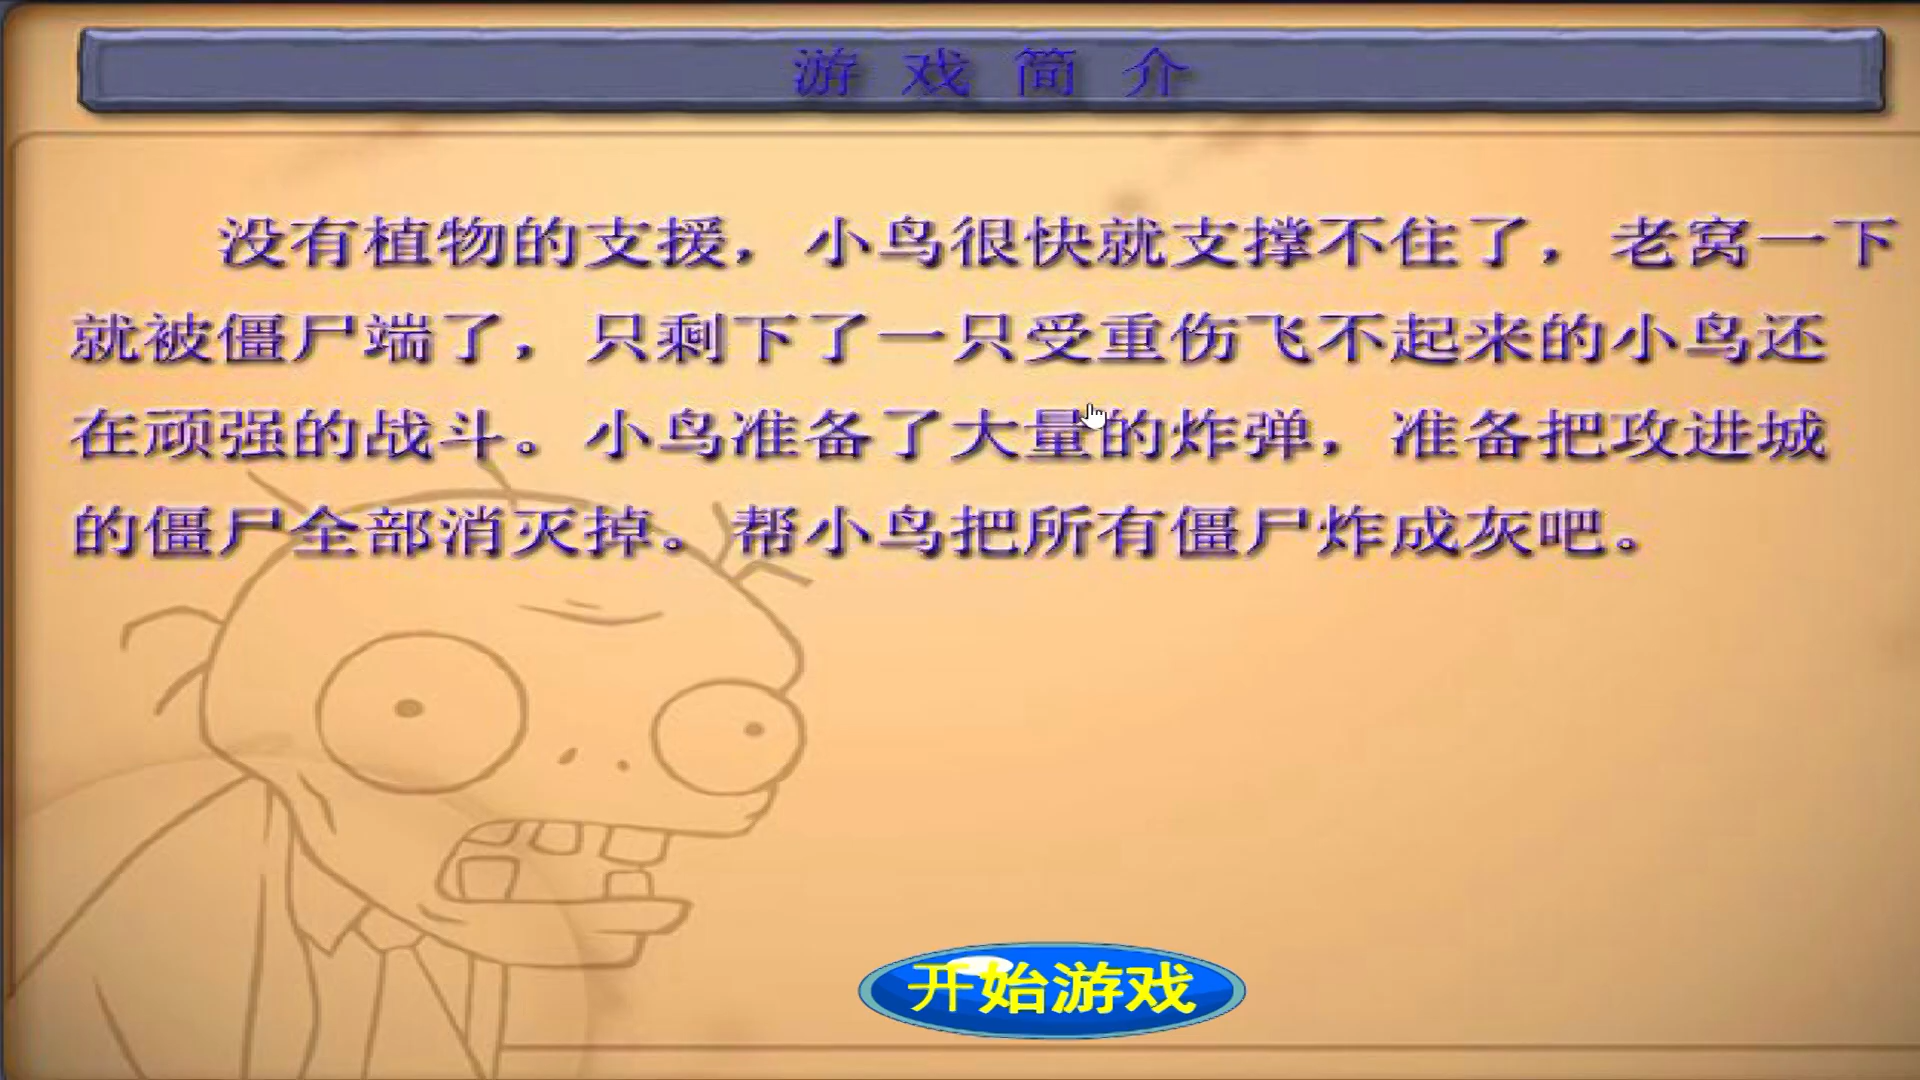 游戏简介
没有植物的支援，小鸟很快就支撑不住了，老窝一下
就被僵尸端了，只剩下了一只受重伤飞不起来的小鸟还
在顽强的战斗。小鸟准备了大量的炸弹，准备把攻进城
的僵尸全部消灭掉。帮小鸟把所有僵尸炸成灰吧。
开始游戏